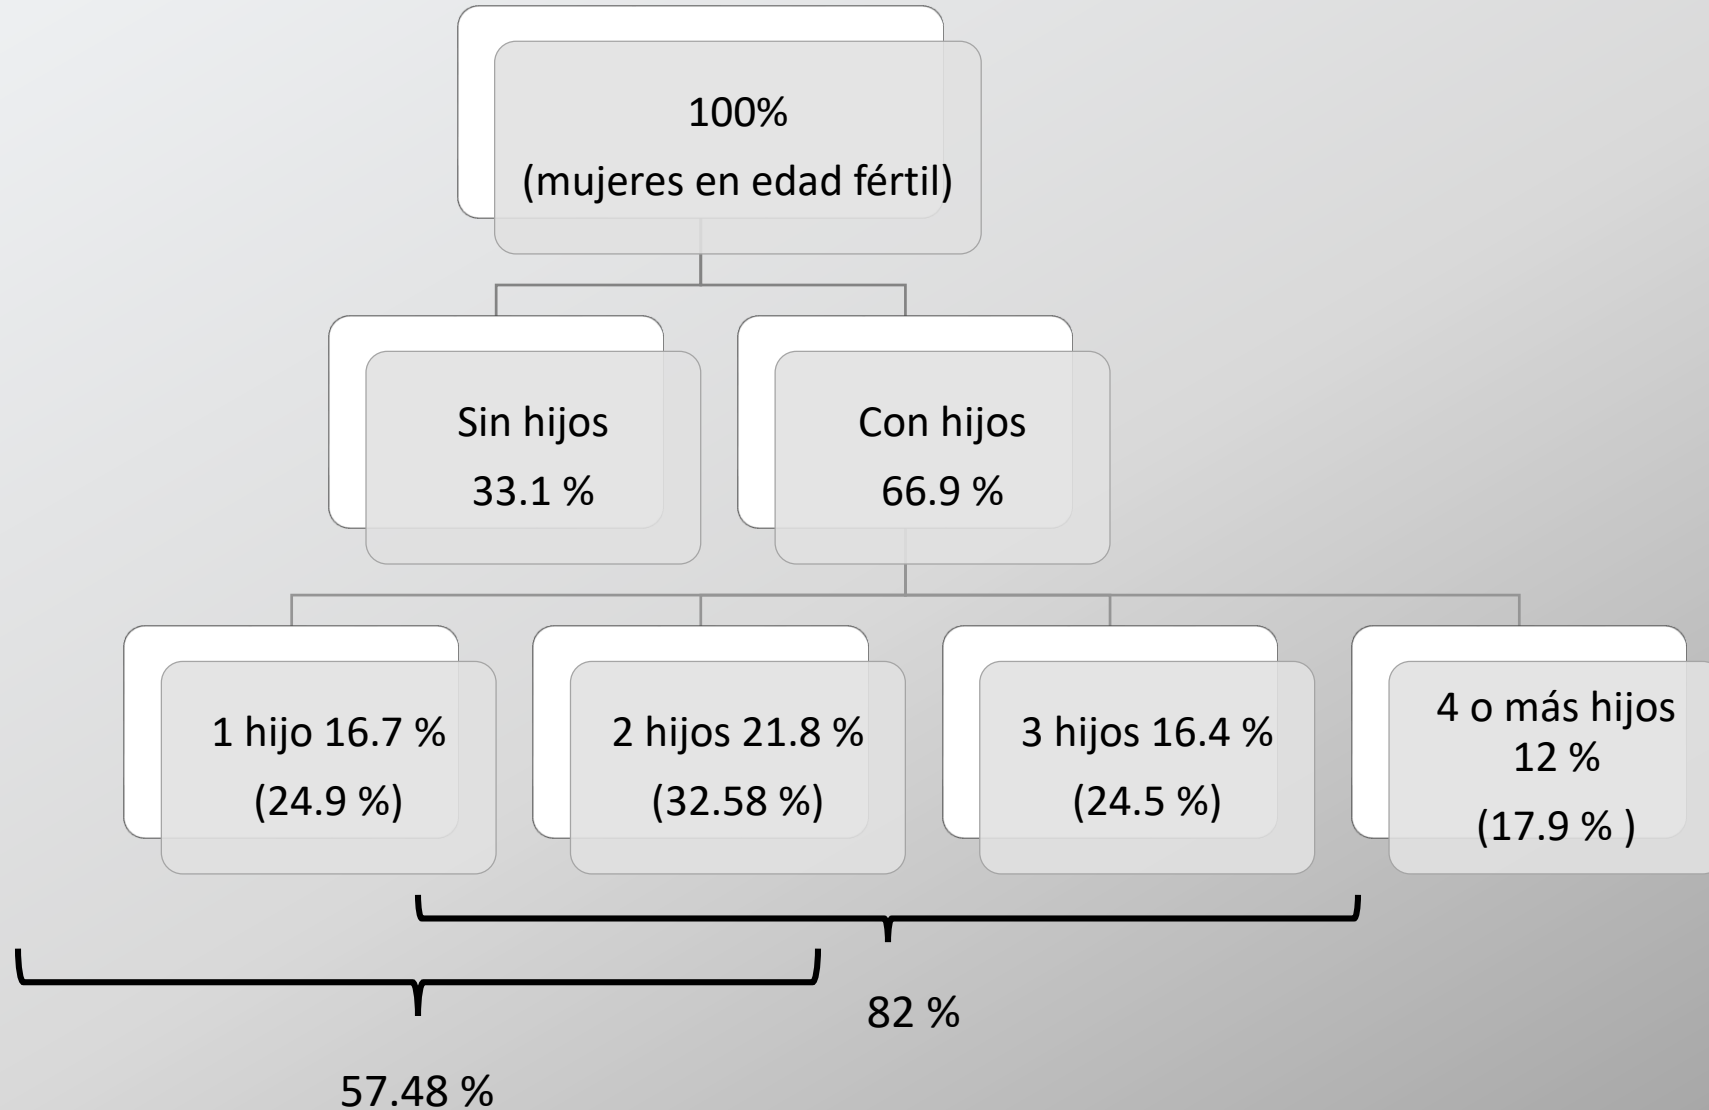 100%
(mujeres en edad fértil)
Sin hijos
33.1 %
Con hijos
66.9 %
1 hijo 16.7 %
(24.9 %)
2 hijos 21.8 %
(32.58 %)
3 hijos 16.4 %
(24.5 %)
4 o más hijos
12 %
(17.9 % )
82 %
57.48 %